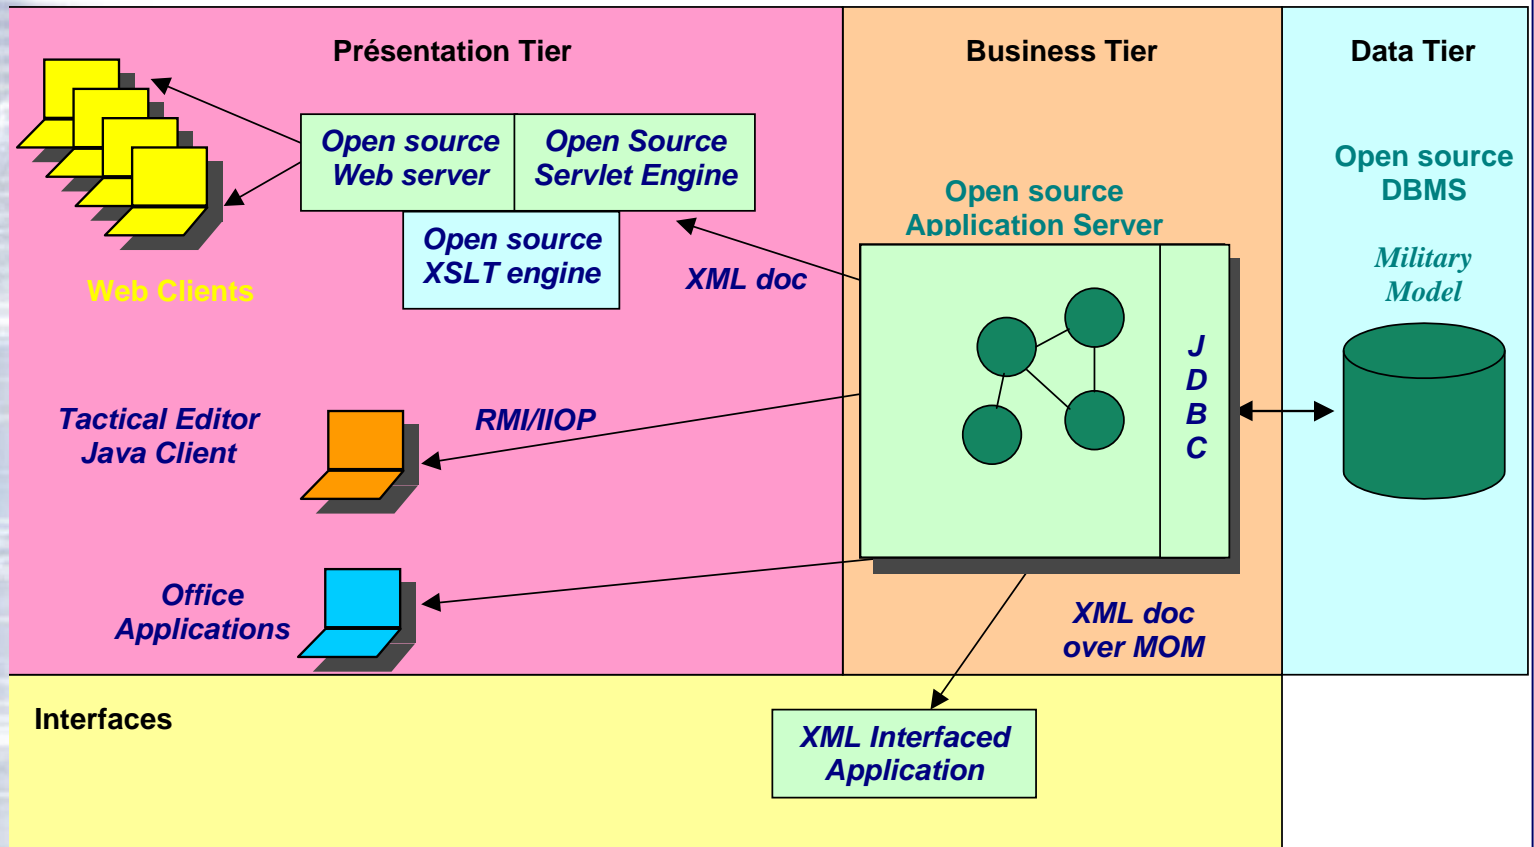 Présentation Tier
Business Tier
Data Tier
Open source
Web server
Open Source
Servlet Engine
Open source
XSLT engine
Web Clients
XML doc
Open source
Application Server
J
D
B
C
Open source
DBMS
Military
Model
Tactical Editor
Java Client
RMI/IIOP
Office
Applications
XML doc
over MOM
Interfaces
XML Interfaced
Application